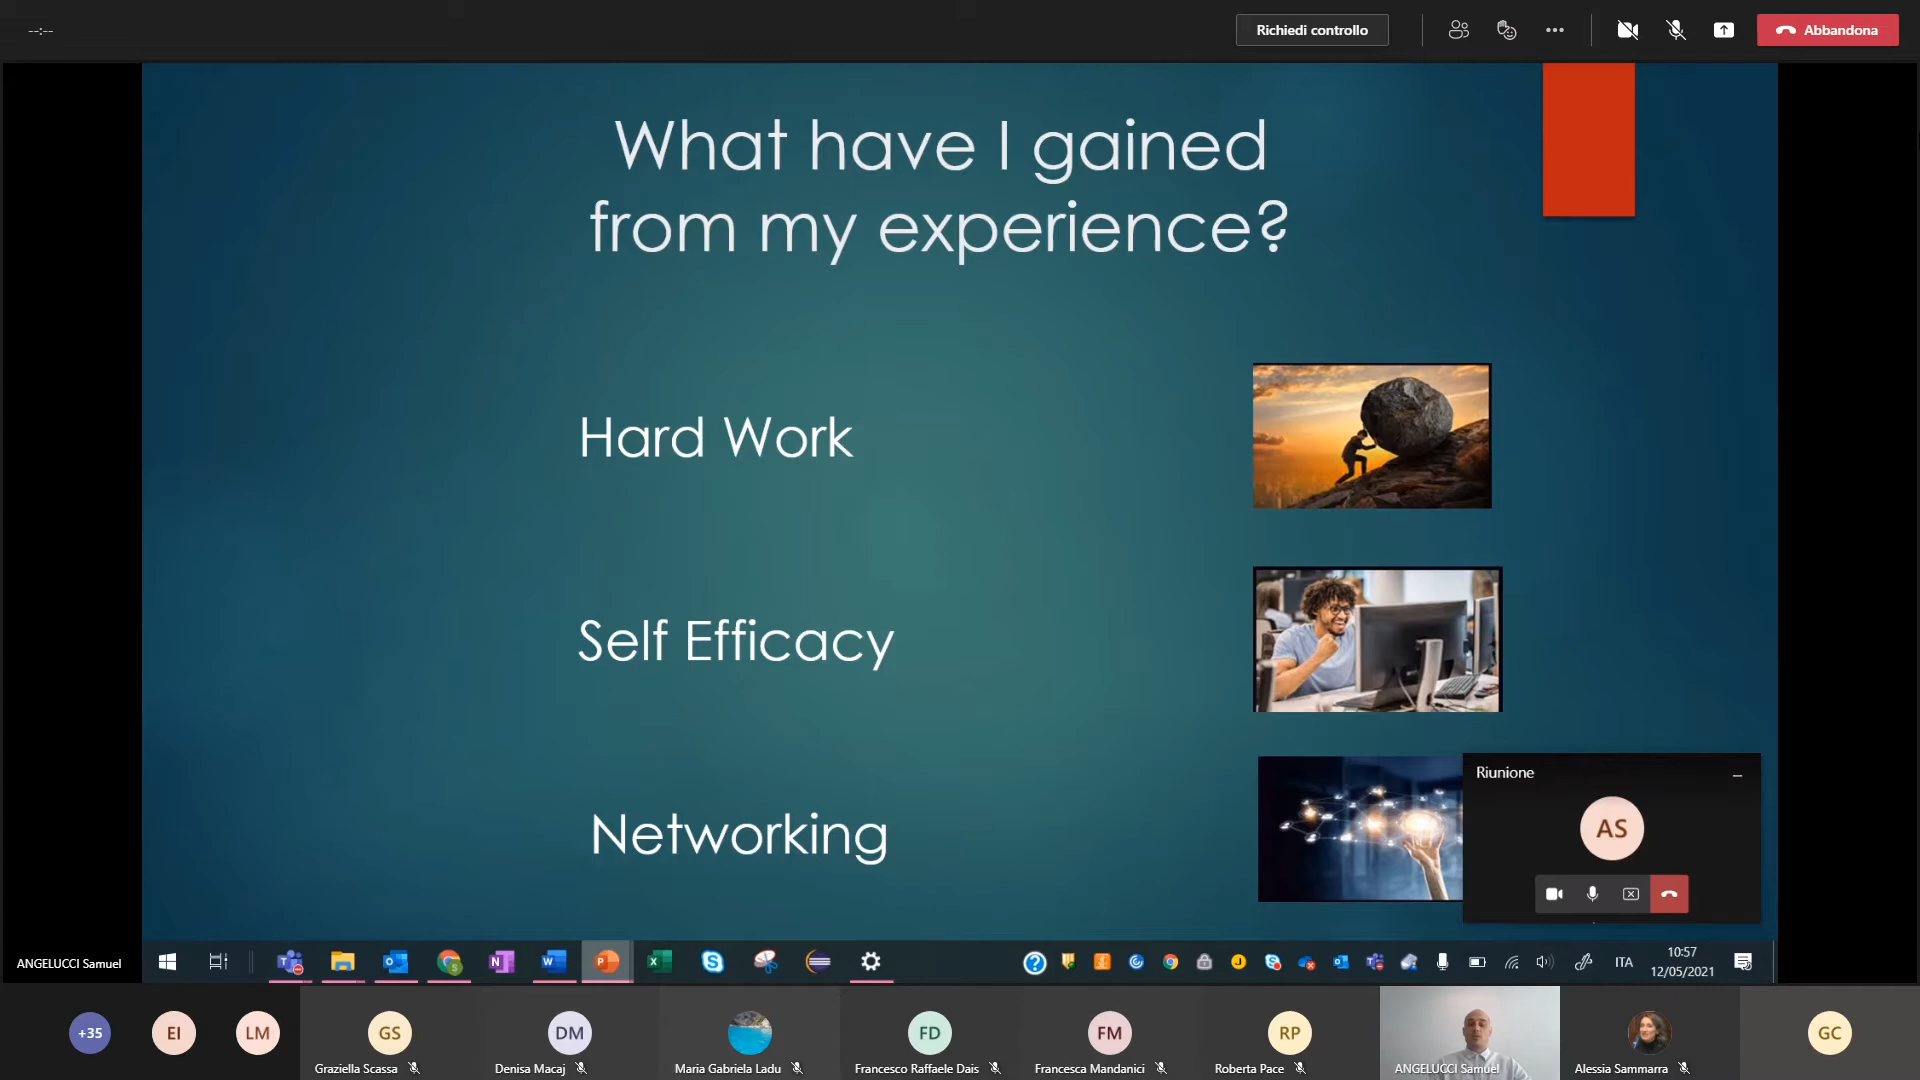 --:--
Richiedi controllo
Abbandona
What have I gained
from my experience?
Hard Work
Self Efficacy
Networking
Riunione
AS
ANGELUCCI Samuel
ITA
10:57
12/05/2021
+35
EI
LM
GS
Graziella Scassa
DM
Denisa Macaj
Maria Gabriela Ladu
FD
Francesco Raffaele Dais
FM
Francesca Mandanici
RP
Roberta Pace
ANGELUCCI Samuel
Alessia Sammarra
GC